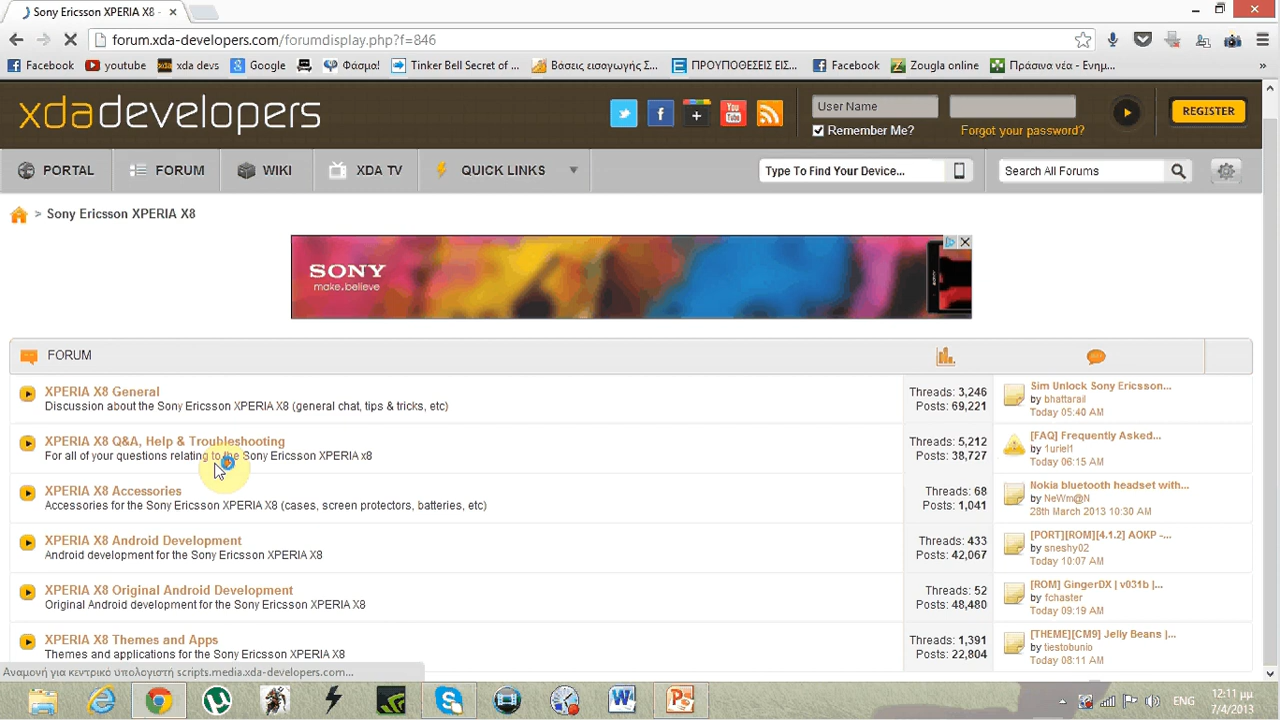 Sony Ericsson XPERIA X8 -
forum.xda-developers.com/forumdisplay.php?f=846
Facebook youtube xda devs Google Φάσμα! Tinker Bell Secret of ... Βάσεις εισαγωγής Σ... ΠΡΟΥΠΟΘΕΣΕΙΣ ΕΙΣ... Facebook Zougla online Πράσινα νέα - Ενημ... »
xdadevelopers
User Name
REGISTER
Remember Me? Forgot your password?
PORTAL FORUM WIKI XDA TV QUICK LINKS Type To Find Your Device... Search All Forums
> Sony Ericsson XPERIA X8
SONY
make.believe
FORUM
XPERIA X8 General
Discussion about the Sony Ericsson XPERIA X8 (general chat, tips & tricks, etc)
Threads: 3,246
Posts: 69,221
Sim Unlock Sony Ericsson...
by bhattarail
Today 05:40 AM
XPERIA X8 Q&A, Help & Troubleshooting
For all of your questions relating to the Sony Ericsson XPERIA x8
Threads: 5,212
Posts: 38,727
[FAQ] Frequently Asked...
by 1uriel1
Today 06:15 AM
XPERIA X8 Accessories
Accessories for the Sony Ericsson XPERIA X8 (cases, screen protectors, batteries, etc)
Threads: 68
Posts: 1,041
Nokia bluetooth headset with...
by NeWm@N
28th March 2013 10:30 AM
XPERIA X8 Android Development
Android development for the Sony Ericsson XPERIA X8
Threads: 433
Posts: 42,067
[PORT][ROM][4.1.2] AOKP -...
by sneshy02
Today 10:07 AM
XPERIA X8 Original Android Development
Original Android development for the Sony Ericsson XPERIA X8
Threads: 52
Posts: 48,480
[ROM] GingerDX | v031b |...
by fchaster
Today 09:19 AM
XPERIA X8 Themes and Apps
Themes and applications for the Sony Ericsson XPERIA X8
Threads: 1,391
Posts: 22,804
[THEME][CM9] Jelly Beans |...
by tiestobunio
Today 08:11 AM
Αναμονή για κεντρικό υπολογιστή scripts.media.xda-developers.com...
ENG
12:11 μμ
7/4/2013